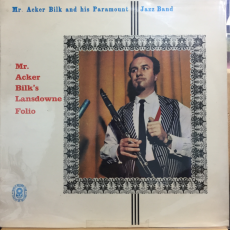 Mr. Acker Bilk and his Paramount Jazz Band
Mr.
Acker
Bilk's
Lansdowne
Folio